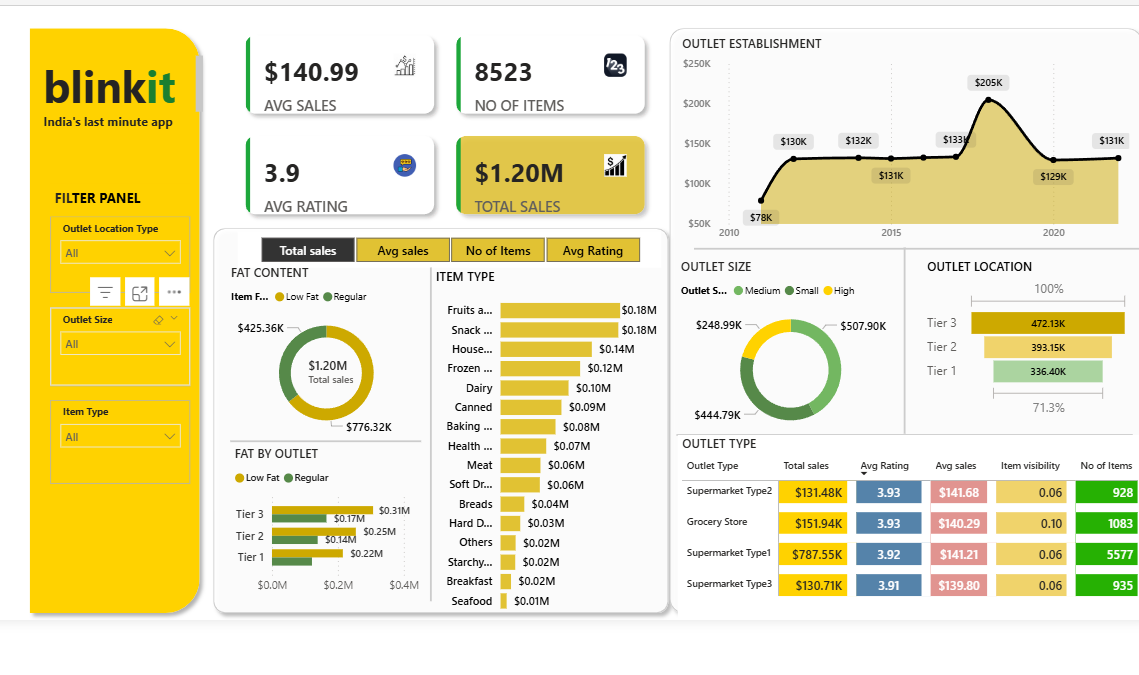 blinkit
India's last minute app
FILTER PANEL
Outlet Location Type
All
Outlet Size
All
Item Type
All
$140.99
AVG SALES
8523
NO OF ITEMS
123
3.9
AVG RATING
$1.20M
TOTAL SALES
$
Total sales Avg sales No of Items Avg Rating
FAT CONTENT
Item F... Low Fat Regular
$425.36K
$1.20M
Total sales
$776.32K
FAT BY OUTLET
Low Fat Regular
Tier 3 $0.31M
$0.17M
Tier 2 $0.25M
$0.14M
Tier 1 $0.22M
$0.0M $0.2M $0.4M
ITEM TYPE
Fruits a... $0.18M
Snack ... $0.18M
House... $0.14M
Frozen ... $0.12M
Dairy $0.10M
Canned $0.09M
Baking ... $0.08M
Health ... $0.07M
Meat $0.06M
Soft Dr... $0.06M
Breads $0.04M
Hard D... $0.03M
Others $0.02M
Starchy... $0.02M
Breakfast $0.02M
Seafood $0.01M
OUTLET ESTABLISHMENT
$250K
$200K
$150K
$100K
$50K
$78K
$130K
$132K
$131K
$133K
$205K
$129K
$131K
2010 2015 2020
OUTLET SIZE
Outlet S... Medium Small High
$248.99K
$507.90K
$444.79K
OUTLET LOCATION
100%
Tier 3 472.13K
Tier 2 393.15K
Tier 1 336.40K
71.3%
OUTLET TYPE
Outlet Type Total sales Avg Rating Avg sales Item visibility No of Items
Supermarket Type2 $131.48K 3.93 $141.68 0.06 928
Grocery Store $151.94K 3.93 $140.29 0.10 1083
Supermarket Type1 $787.55K 3.92 $141.21 0.06 5577
Supermarket Type3 $130.71K 3.91 $139.80 0.06 935